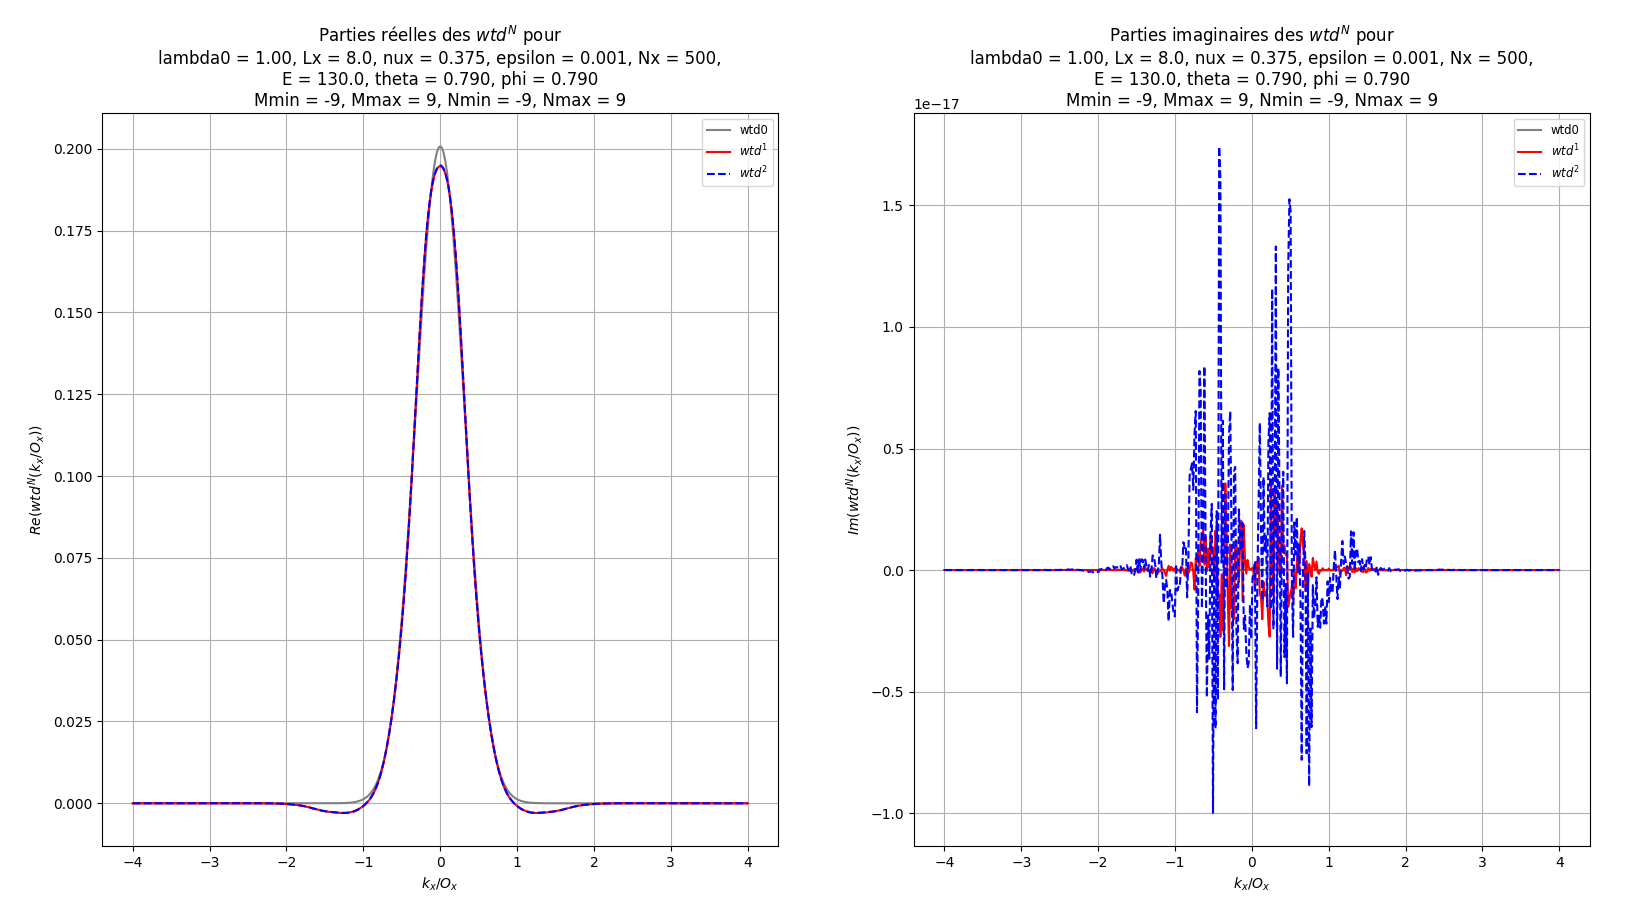 Parties réelles des wtd^N pour
lambda0 = 1.00, Lx = 8.0, nux = 0.375, epsilon = 0.001, Nx = 500,
E = 130.0, theta = 0.790, phi = 0.790
Mmin = -9, Mmax = 9, Nmin = -9, Nmax = 9
wtd0
wtd^1
wtd^2
0.200
0.175
0.150
0.125
0.100
0.075
0.050
0.025
0.000
Re(wtd^N(k_x/O_x))
−4 −3 −2 −1 0 1 2 3 4
k_x/O_x
Parties imaginaires des wtd^N pour
lambda0 = 1.00, Lx = 8.0, nux = 0.375, epsilon = 0.001, Nx = 500,
E = 130.0, theta = 0.790, phi = 0.790
Mmin = -9, Mmax = 9, Nmin = -9, Nmax = 9
1e−17
wtd0
wtd^1
wtd^2
1.5
1.0
0.5
0.0
−0.5
−1.0
Im(wtd^N(k_x/O_x))
−4 −3 −2 −1 0 1 2 3 4
k_x/O_x